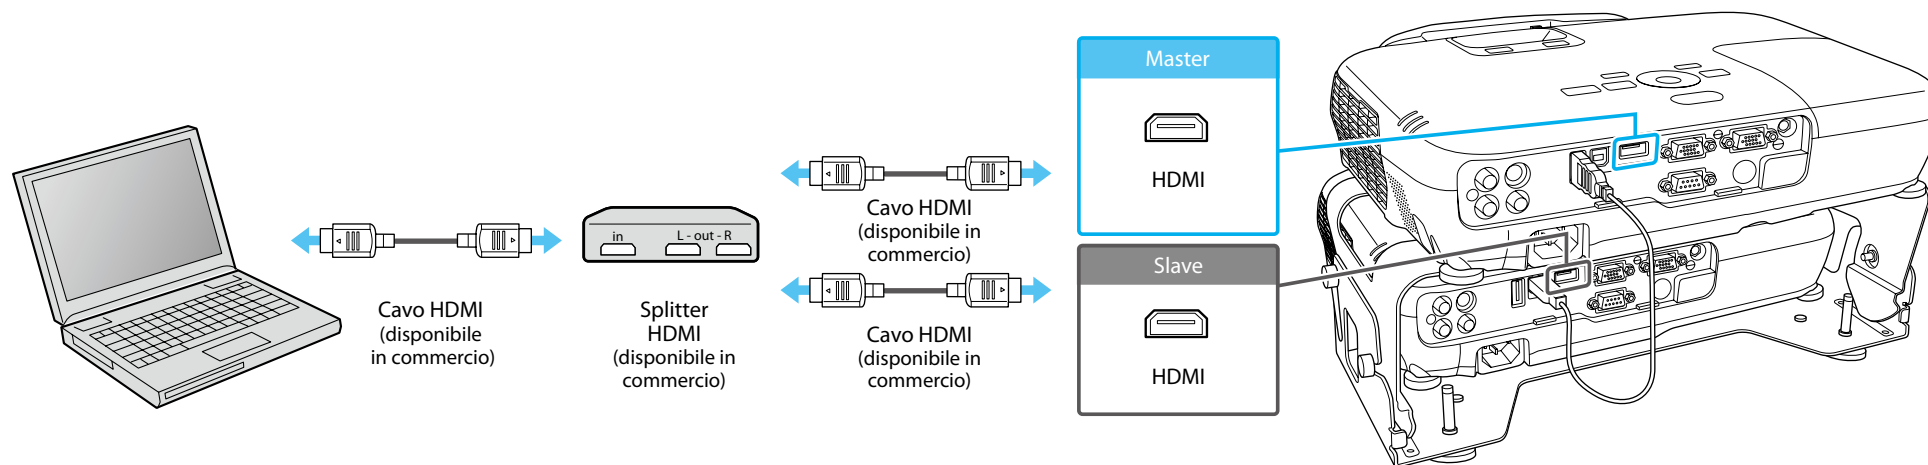 Cavo HDMI
(disponibile
in commercio)
in
L - out - R
Splitter
HDMI
(disponibile in
commercio)
Cavo HDMI
(disponibile in
commercio)
Cavo HDMI
(disponibile in
commercio)
Master
HDMI
Slave
HDMI